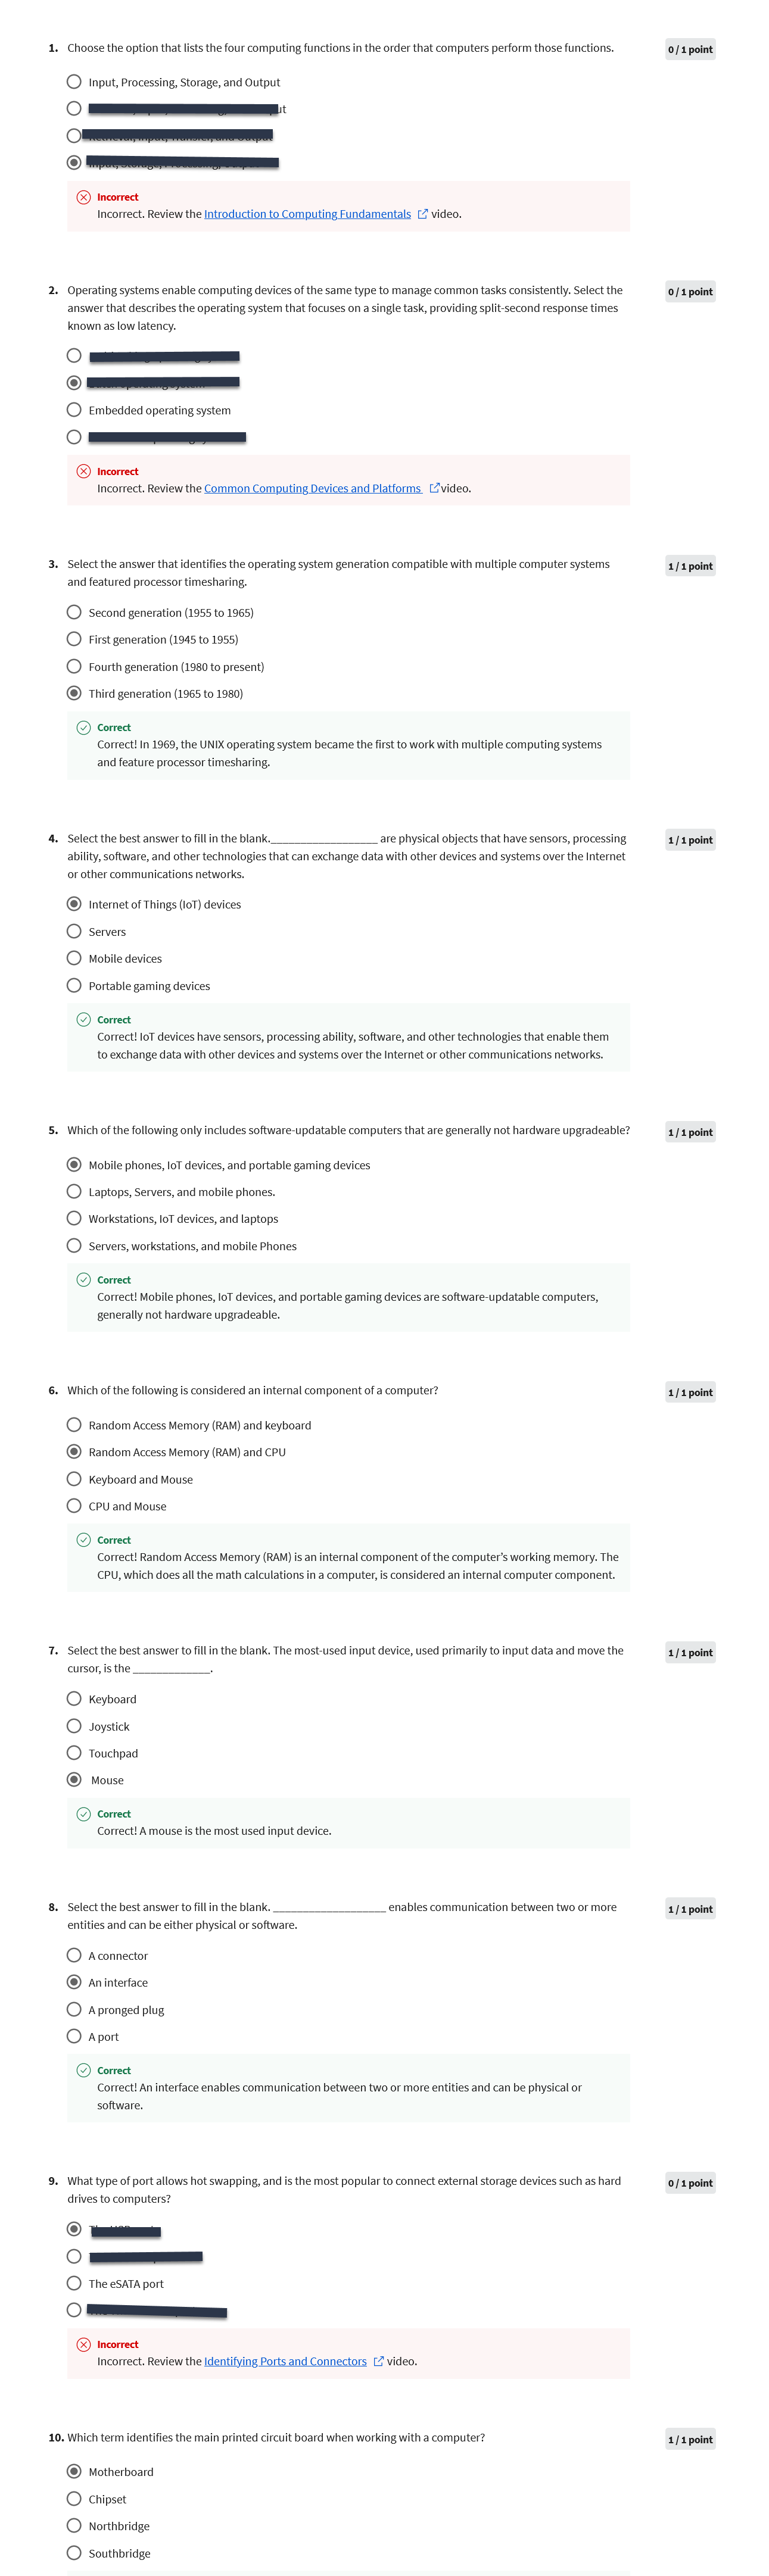 1. Choose the option that lists the four computing functions in the order that computers perform those functions.
0 / 1 point
Input, Processing, Storage, and Output
Incorrect
Incorrect. Review the Introduction to Computing Fundamentals video.
2. Operating systems enable computing devices of the same type to manage common tasks consistently. Select the
answer that describes the operating system that focuses on a single task, providing split-second response times
known as low latency.
0 / 1 point
Embedded operating system
Incorrect
Incorrect. Review the Common Computing Devices and Platforms video.
3. Select the answer that identifies the operating system generation compatible with multiple computer systems
and featured processor timesharing.
1 / 1 point
Second generation (1955 to 1965)
First generation (1945 to 1955)
Fourth generation (1980 to present)
Third generation (1965 to 1980)
Correct
Correct! In 1969, the UNIX operating system became the first to work with multiple computing systems
and feature processor timesharing.
4. Select the best answer to fill in the blank.__________________ are physical objects that have sensors, processing
ability, software, and other technologies that can exchange data with other devices and systems over the Internet
or other communications networks.
1 / 1 point
Internet of Things (IoT) devices
Servers
Mobile devices
Portable gaming devices
Correct
Correct! IoT devices have sensors, processing ability, software, and other technologies that enable them
to exchange data with other devices and systems over the Internet or other communications networks.
5. Which of the following only includes software-updatable computers that are generally not hardware upgradeable?
1 / 1 point
Mobile phones, IoT devices, and portable gaming devices
Laptops, Servers, and mobile phones.
Workstations, IoT devices, and laptops
Servers, workstations, and mobile Phones
Correct
Correct! Mobile phones, IoT devices, and portable gaming devices are software-updatable computers,
generally not hardware upgradeable.
6. Which of the following is considered an internal component of a computer?
1 / 1 point
Random Access Memory (RAM) and keyboard
Random Access Memory (RAM) and CPU
Keyboard and Mouse
CPU and Mouse
Correct
Correct! Random Access Memory (RAM) is an internal component of the computer’s working memory. The
CPU, which does all the math calculations in a computer, is considered an internal computer component.
7. Select the best answer to fill in the blank. The most-used input device, used primarily to input data and move the
cursor, is the _____________.
1 / 1 point
Keyboard
Joystick
Touchpad
Mouse
Correct
Correct! A mouse is the most used input device.
8. Select the best answer to fill in the blank. ___________________ enables communication between two or more
entities and can be either physical or software.
1 / 1 point
A connector
An interface
A pronged plug
A port
Correct
Correct! An interface enables communication between two or more entities and can be physical or
software.
9. What type of port allows hot swapping, and is the most popular to connect external storage devices such as hard
drives to computers?
0 / 1 point
The eSATA port
Incorrect
Incorrect. Review the Identifying Ports and Connectors video.
10. Which term identifies the main printed circuit board when working with a computer?
1 / 1 point
Motherboard
Chipset
Northbridge
Southbridge